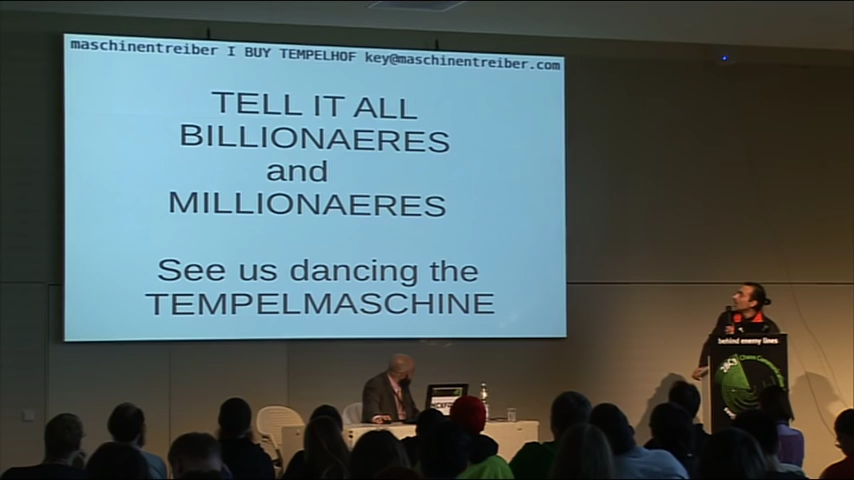 maschinentreiber I BUY TEMPELHOF key@maschinentreiber.com
TELL IT ALL
BILLIONAERES
and
MILLIONAERES
See us dancing the
TEMPELMASCHINE
behind enemy lines